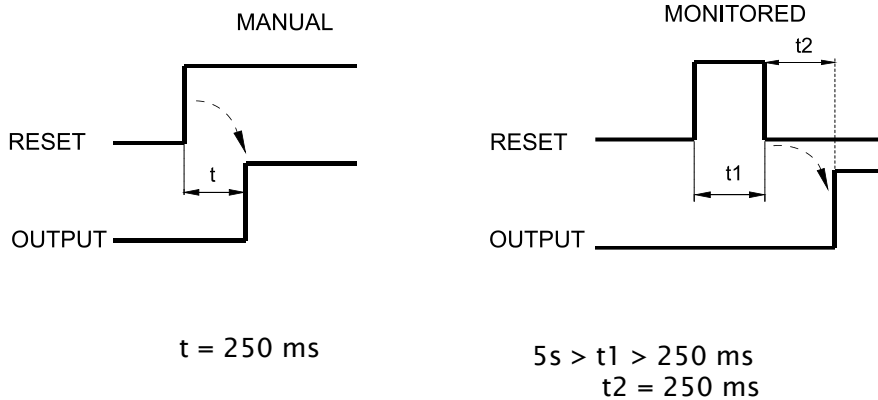 MANUAL
RESET
t
OUTPUT
t = 250 ms
MONITORED
t2
RESET
t1
OUTPUT
5s > t1 > 250 ms
t2 = 250 ms